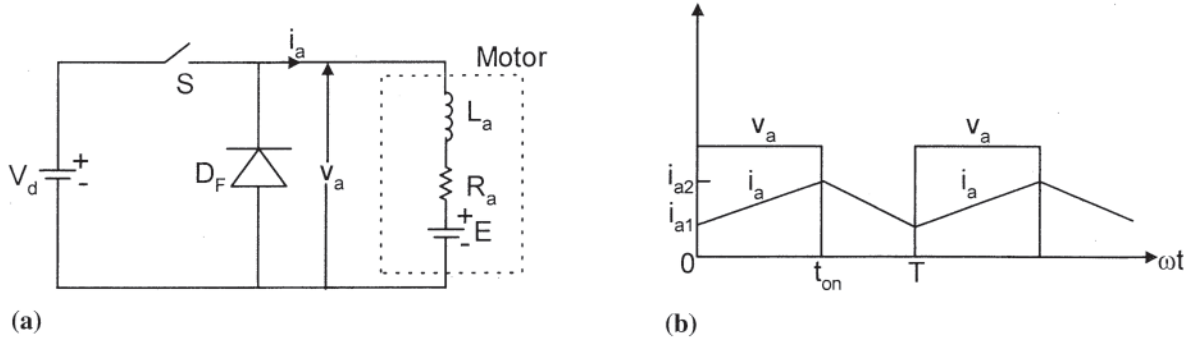 i_a
Motor
S
L_a
V_d
+
-
D_F
v_a
R_a
+
-
E
(a)
v_a
v_a
i_a2
i_a
i_a
i_a1
0
t_on
T
ωt
(b)